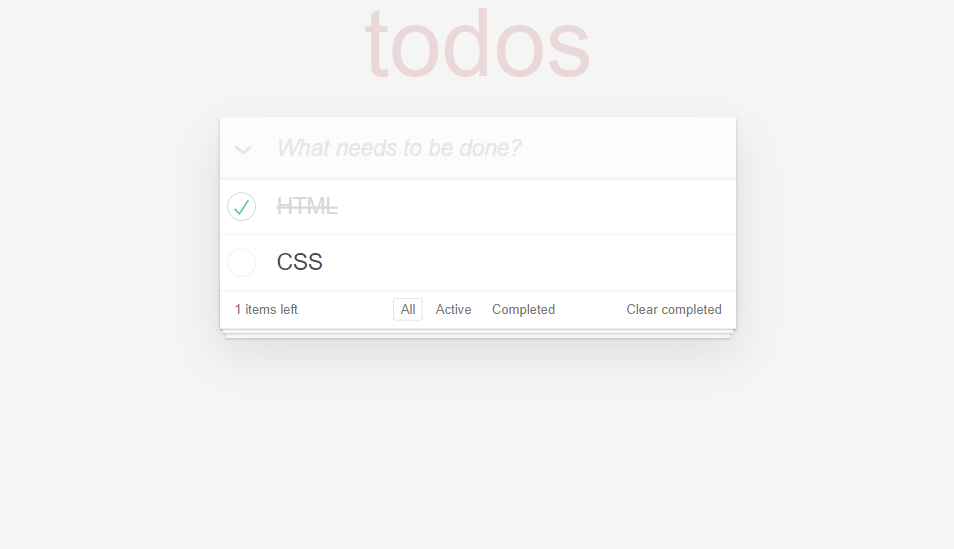 todos
What needs to be done?
HTML
CSS
1 items left All Active Completed Clear completed